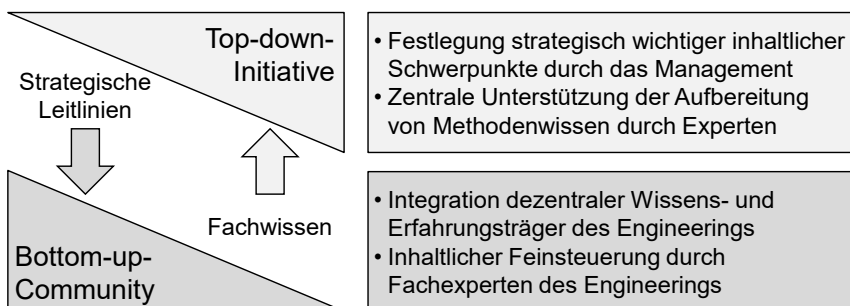 Top-down-
Initiative
Strategische
Leitlinien
• Festlegung strategisch wichtiger inhaltlicher
Schwerpunkte durch das Management
• Zentrale Unterstützung der Aufbereitung
von Methodenwissen durch Experten
Fachwissen
Bottom-up-
Community
• Integration dezentraler Wissens- und
Erfahrungsträger des Engineerings
• Inhaltlicher Feinsteuerung durch
Fachexperten des Engineerings